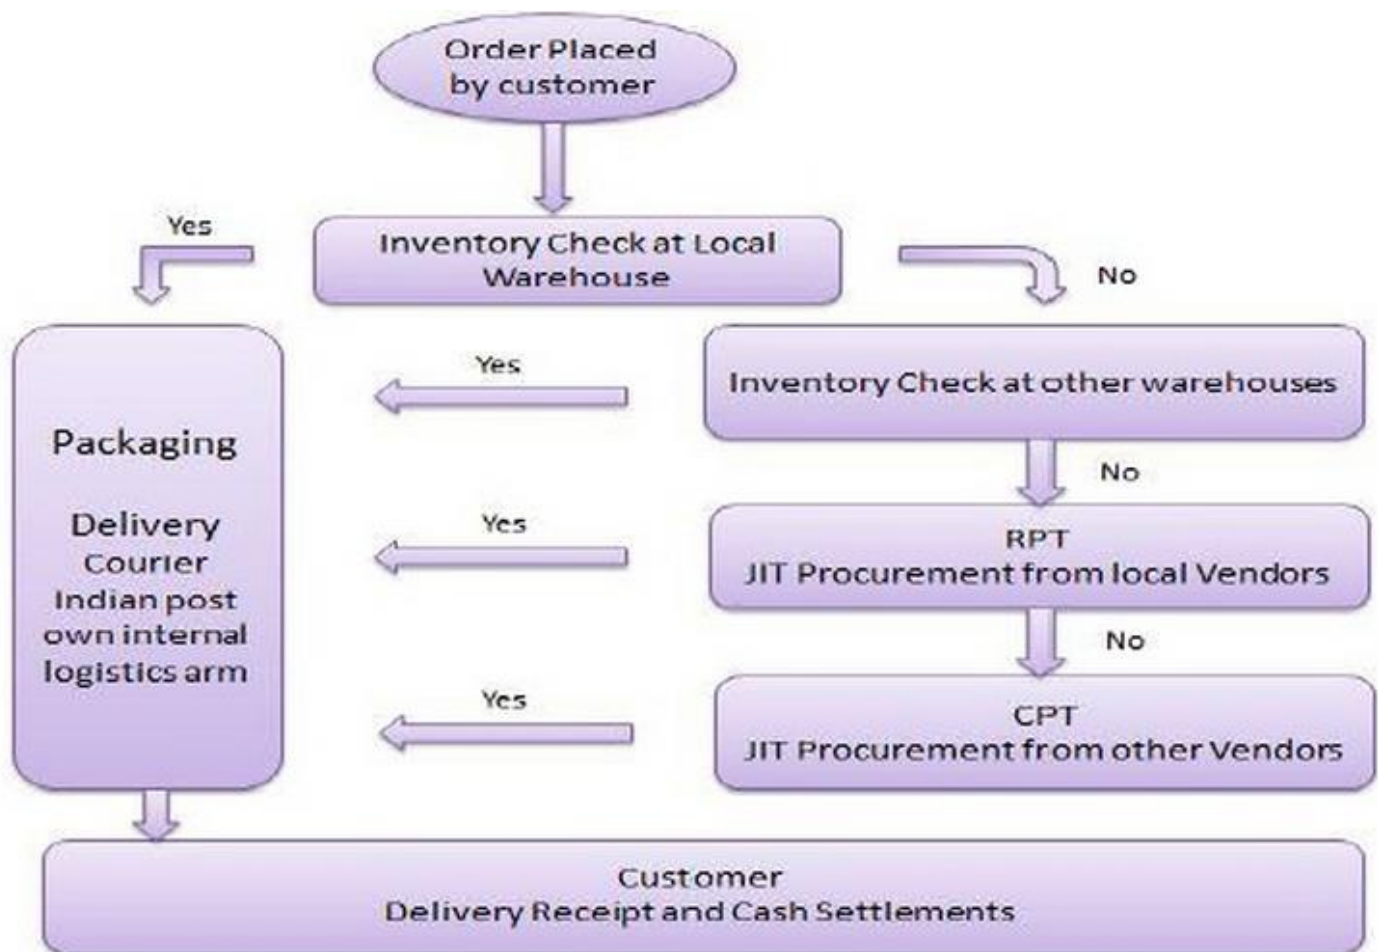 Order Placed
by customer
Yes
Inventory Check at Local
Warehouse
No
Yes
Inventory Check at other warehouses
Packaging
No
Delivery
Courier
Indian post
own internal
logistics arm
Yes
RPT
JIT Procurement from local Vendors
No
Yes
CPT
JIT Procurement from other Vendors
Customer
Delivery Receipt and Cash Settlements